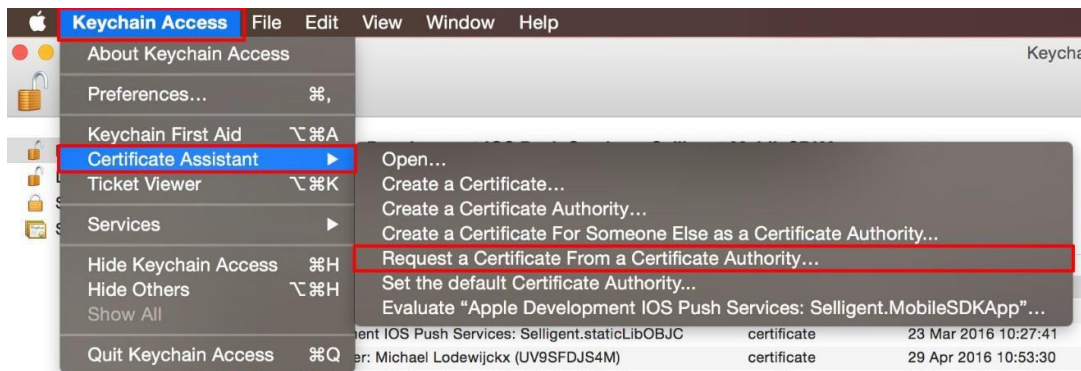 Keychain Access File Edit View Window Help
About Keychain Access
Preferences... ⌘,
Keychain First Aid ⌥⌘A
Certificate Assistant ▶
Ticket Viewer ⌥⌘K
Services ▶
Hide Keychain Access ⌘H
Hide Others ⌥⌘H
Show All
Quit Keychain Access ⌘Q
Open...
Create a Certificate...
Create a Certificate Authority...
Create a Certificate For Someone Else as a Certificate Authority...
Request a Certificate From a Certificate Authority...
Set the default Certificate Authority...
Evaluate “Apple Development IOS Push Services: Selligent.MobileSDKApp”...
IOS Push Services: Selligent.staticLibOBJC certificate 23 Mar 2016 10:27:41
Michael Lodewijckx (UV9SFDJS4M) certificate 29 Apr 2016 10:53:30